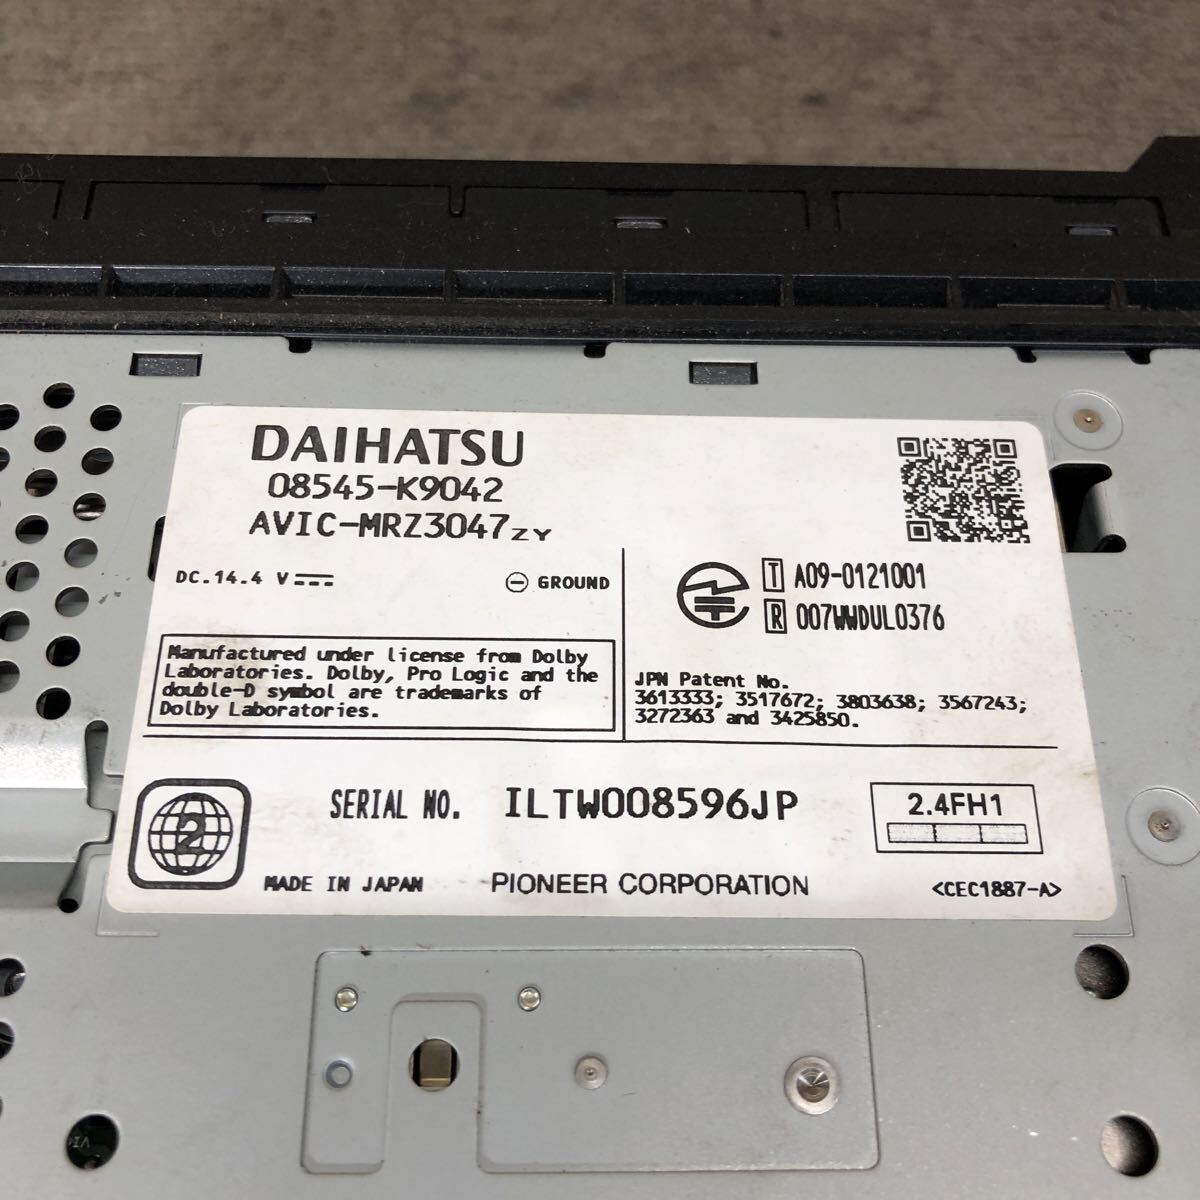 DAIHATSU
08545-K9042
AVIC-MRZ3047ZY
DC.14.4 V
GROUND
T A09-0121001
R 007WWDUL0376
Manufactured under license from Dolby
Laboratories. Dolby, Pro Logic and the
double-D symbol are trademarks of
Dolby Laboratories.
JPN Patent No.
3613333; 3517672; 3803638; 3567243;
3272363 and 3425850.
2
SERIAL NO. ILTW008596JP
2.4FH1
MADE IN JAPAN
PIONEER CORPORATION
<CEC1887-A>